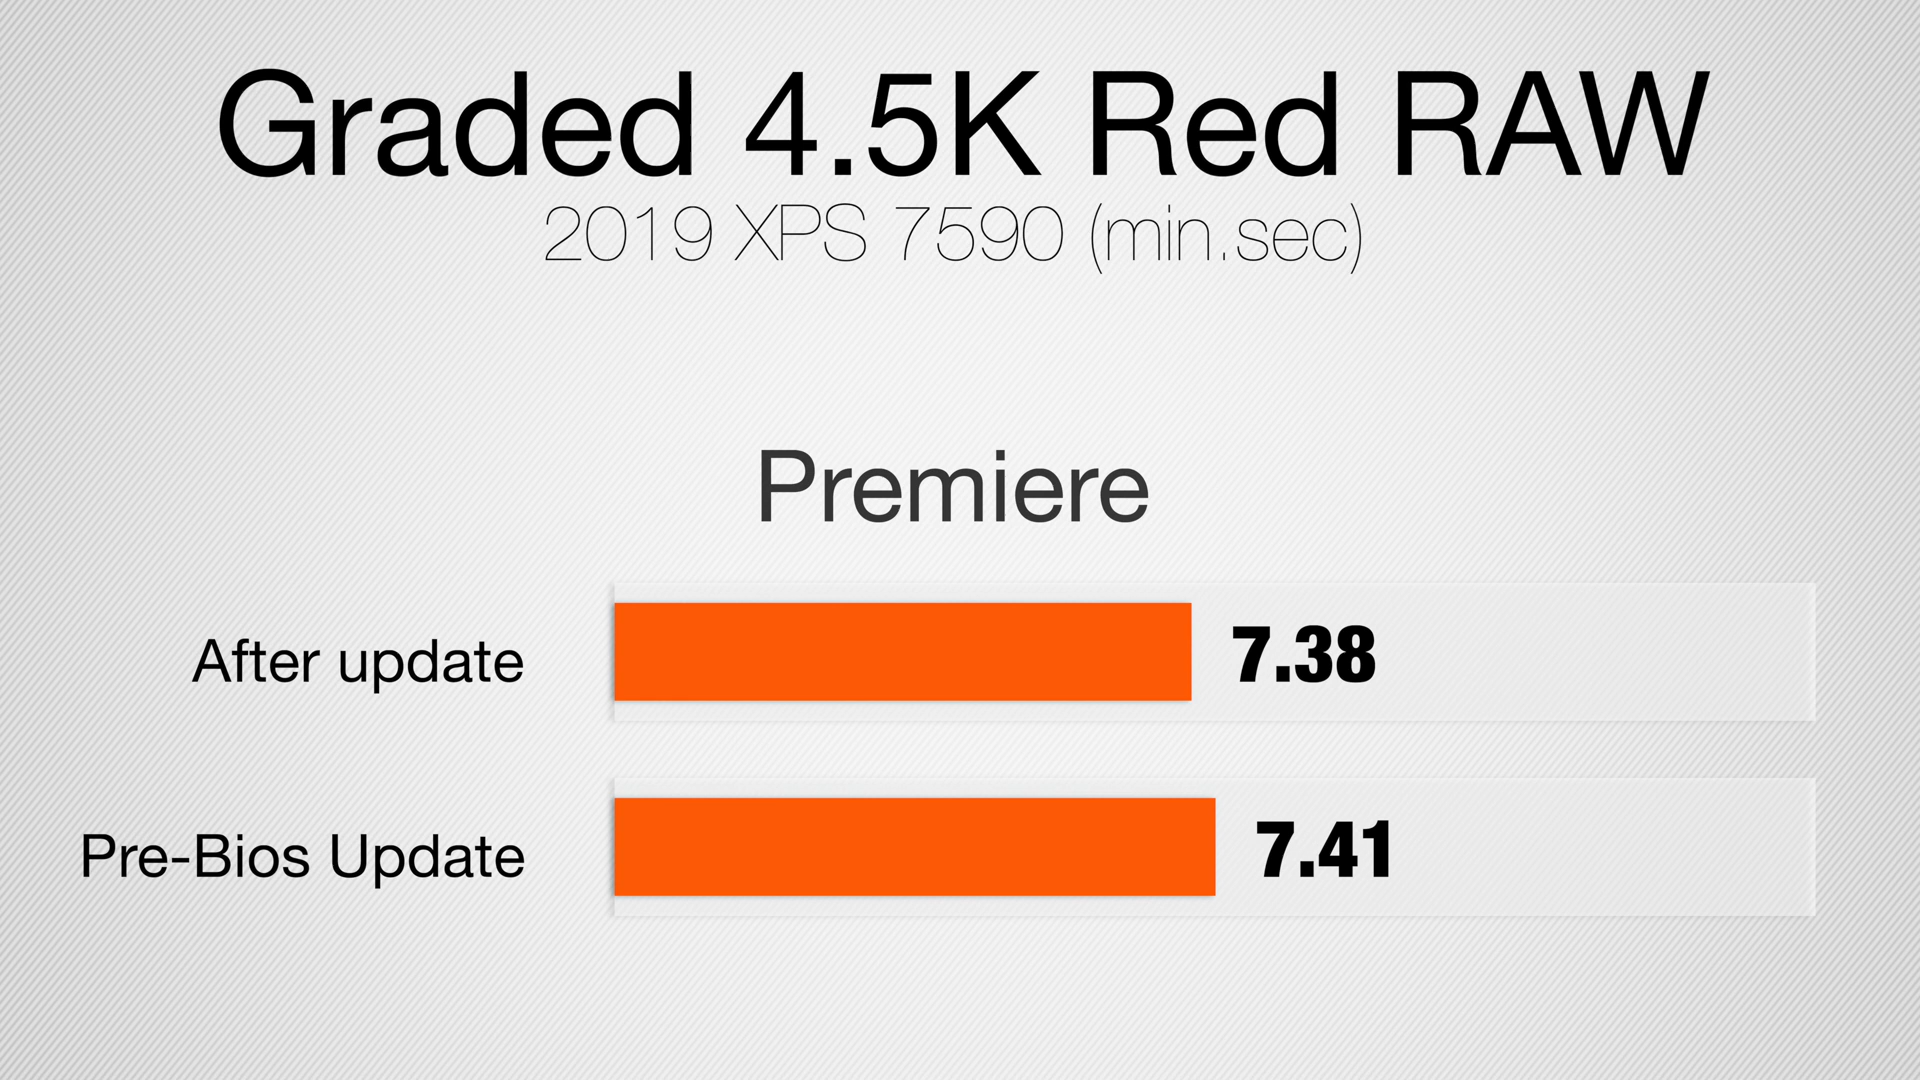 Graded 4.5K Red RAW
2019 XPS 7590 (min.sec)
Premiere
After update 7.38
Pre-Bios Update 7.41